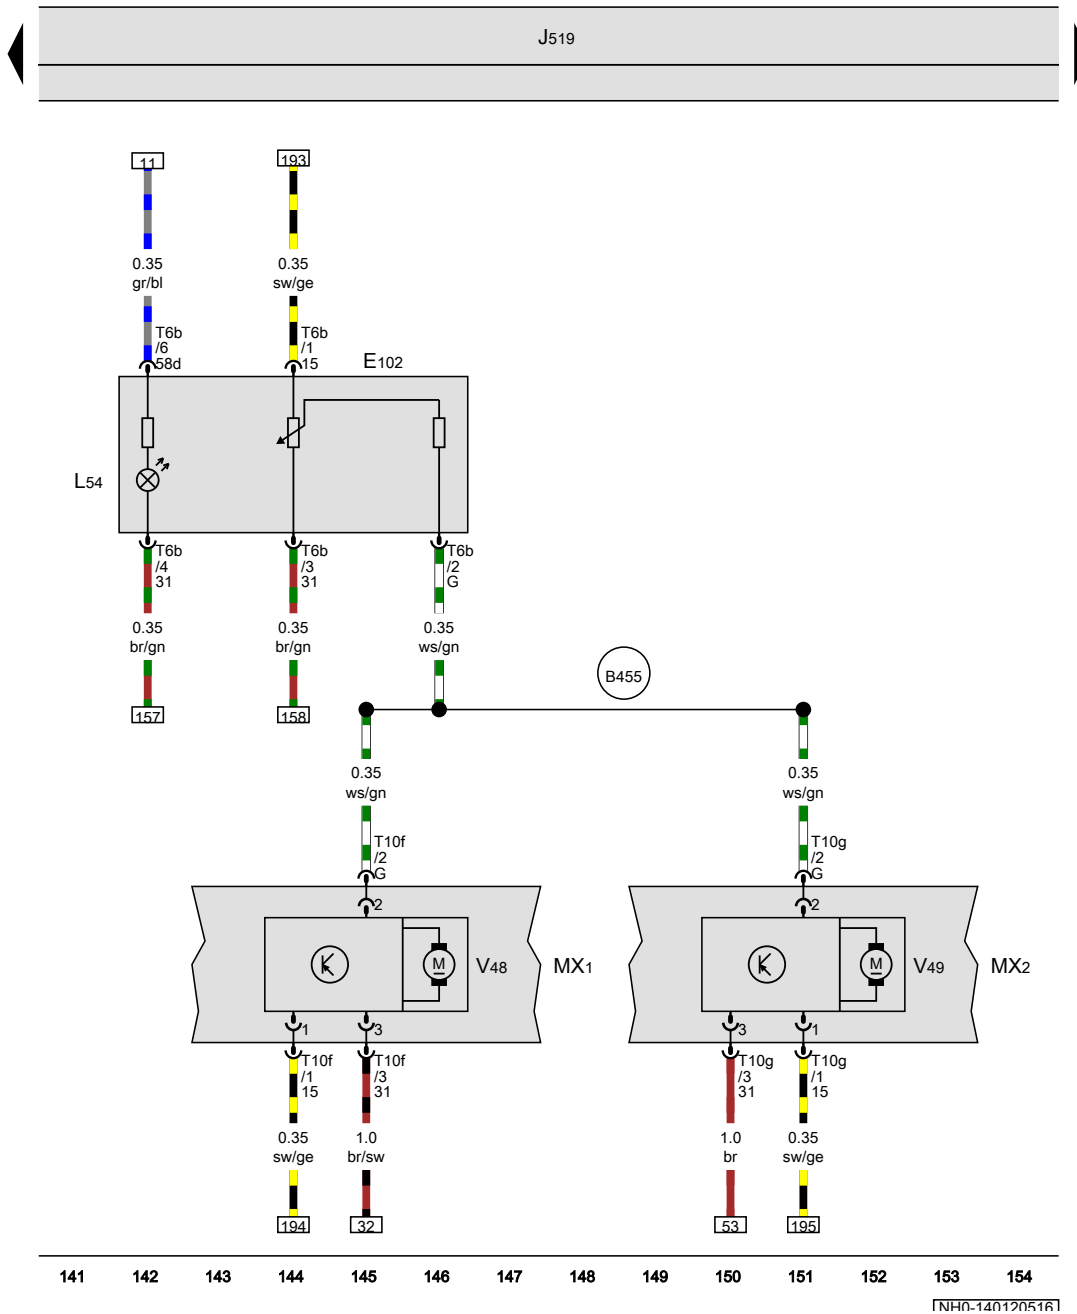 J519
11
193
0.35
gr/bl
0.35
sw/ge
T6b
/6
58d
T6b
/1
15
E102
L54
T6b
/4
31
T6b
/3
31
T6b
/2
G
0.35
br/gn
0.35
br/gn
0.35
ws/gn
B455
157
158
0.35
ws/gn
0.35
ws/gn
T10f
/2
G
T10g
/2
G
2
2
M
V48
MX1
M
V49
MX2
1
3
3
1
T10f
/1
15
T10f
/3
31
T10g
/3
31
T10g
/1
15
0.35
sw/ge
1.0
br/sw
1.0
br
0.35
sw/ge
194
32
53
195
141 142 143 144 145 146 147 148 149 150 151 152 153 154
NH0-140120516